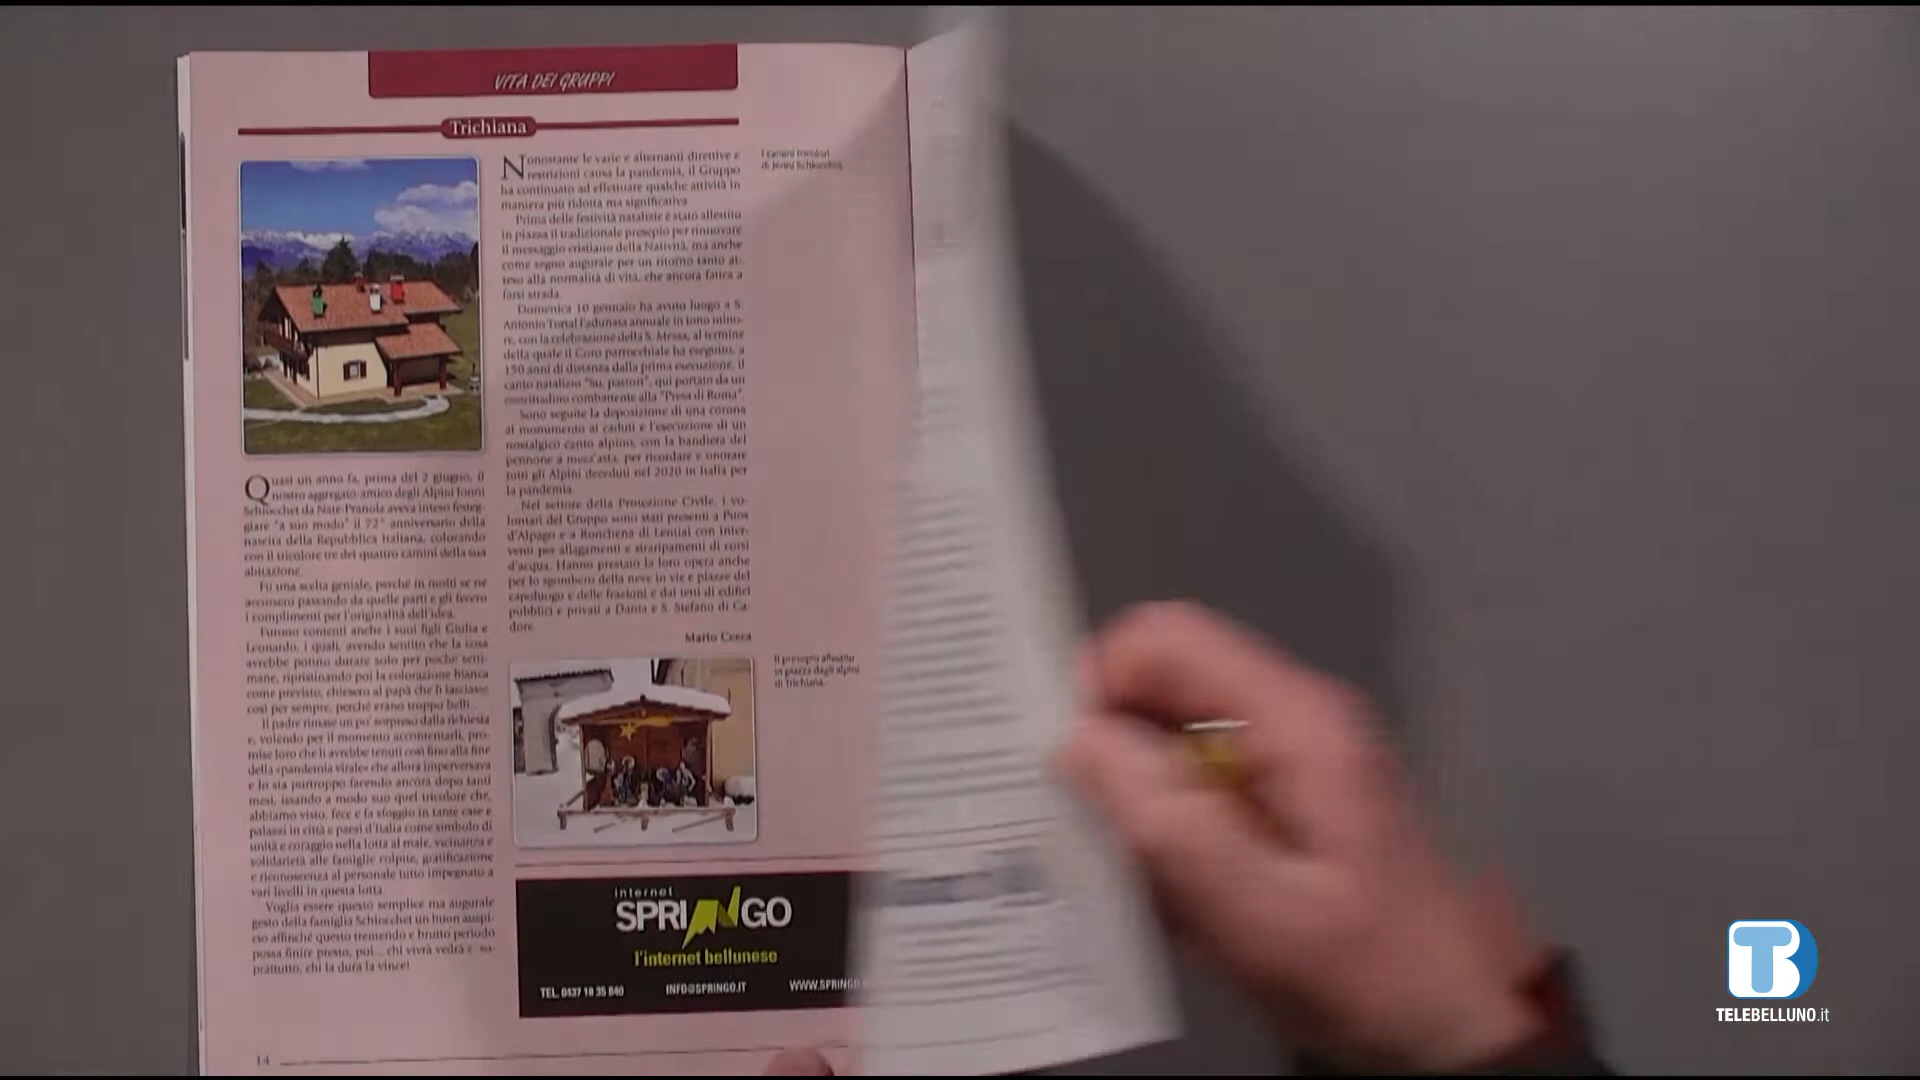 VITA DEI GRUPPI
Trichiana
Quasi un anno fa, prima del 2 giugno, il
nostro aggregato-amico degli Alpini Jonni
Schiocchet da Nate-Pranola aveva inteso festeg-
giare "a suo modo" il 72° anniversario della
nascita della Repubblica Italiana, colorando
con il tricolore tre dei quattro camini della sua
abitazione.
Fu una scelta geniale, perché in molti se ne
accorsero passando da quelle parti e gli fecero
i complimenti per l'originalità dell'idea.
Furono contenti anche i suoi figli Giulia e
Leonardo, i quali, avendo sentito che la cosa
avrebbe potuto durare solo per poche setti-
mane, ripristinando poi la colorazione bianca
come previsto, chiesero al papà che li lasciasse
così per sempre, perché erano troppo belli...
Il padre rimase un po' sorpreso dalla richiesta
e, volendo per il momento accontentarli, pro-
mise loro che li avrebbe tenuti così fino alla fine
della «pandemia virale» che allora imperversava
e lo sta purtroppo facendo ancora dopo tanti
mesi, issando a modo suo quel tricolore che,
abbiamo visto, fece e fa sfoggio in tante case e
palazzi in città e paesi d'Italia come simbolo di
unità e coraggio nella lotta al male, vicinanza e
solidarietà alle famiglie colpite, gratificazione
e riconoscenza al personale tutto impegnato a
vari livelli in questa lotta.
Voglia essere questo semplice ma augurale
gesto della famiglia Schiocchet un buon auspi-
cio affinché questo tremendo e brutto periodo
possa finire presto, poi... chi vivrà vedrà e so-
prattutto, chi la dura la vince!
Nonostante le varie e alternanti direttive e
restrizioni causa la pandemia, il Gruppo
ha continuato ad effettuare qualche attività in
maniera più ridotta ma significativa
Prima delle festività natalizie è stato allestito
in piazza il tradizionale presepio per rinnovare
il messaggio cristiano della Natività, ma anche
come segno augurale per un ritorno tanto at-
teso alla normalità di vita, che ancora fatica a
farsi strada.
Domenica 10 gennaio ha avuto luogo a S.
Antonio Tortal l'adunata annuale in tono mino-
re, con la celebrazione della S. Messa, al termine
della quale il Coro parrocchiale ha eseguito, a
150 anni di distanza dalla prima esecuzione, il
canto natalizio "Su, pastori", qui portato da un
concittadino combattente alla "Presa di Roma".
Sono seguite la deposizione di una corona
al monumento ai caduti e l'esecuzione di un
nostalgico canto alpino, con la bandiera del
pennone a mezz'asta, per ricordare e onorare
tutti gli Alpini deceduti nel 2020 in Italia per
la pandemia.
Nel settore della Protezione Civile, i vo-
lontari del Gruppo sono stati presenti a Puos
d'Alpago e a Ronchena di Lentiai con inter-
venti per allagamenti e straripamenti di corsi
d'acqua. Hanno prestato la loro opera anche
per lo sgombero della neve in vie e piazze del
capoluogo e delle frazioni e dai tetti di edifici
pubblici e privati a Danta e S. Stefano di Ca-
dore.
Mario Cesca
I camini tricolori
di Jonni Schiocchet.
Il presepio allestito
in piazza dagli alpini
di Trichiana.
internet
SPRINGO
l'internet bellunese
TEL. 0437 18 35 840 INFO@SPRINGO.IT WWW.SPRINGO
14
TELEBELLUNO.it